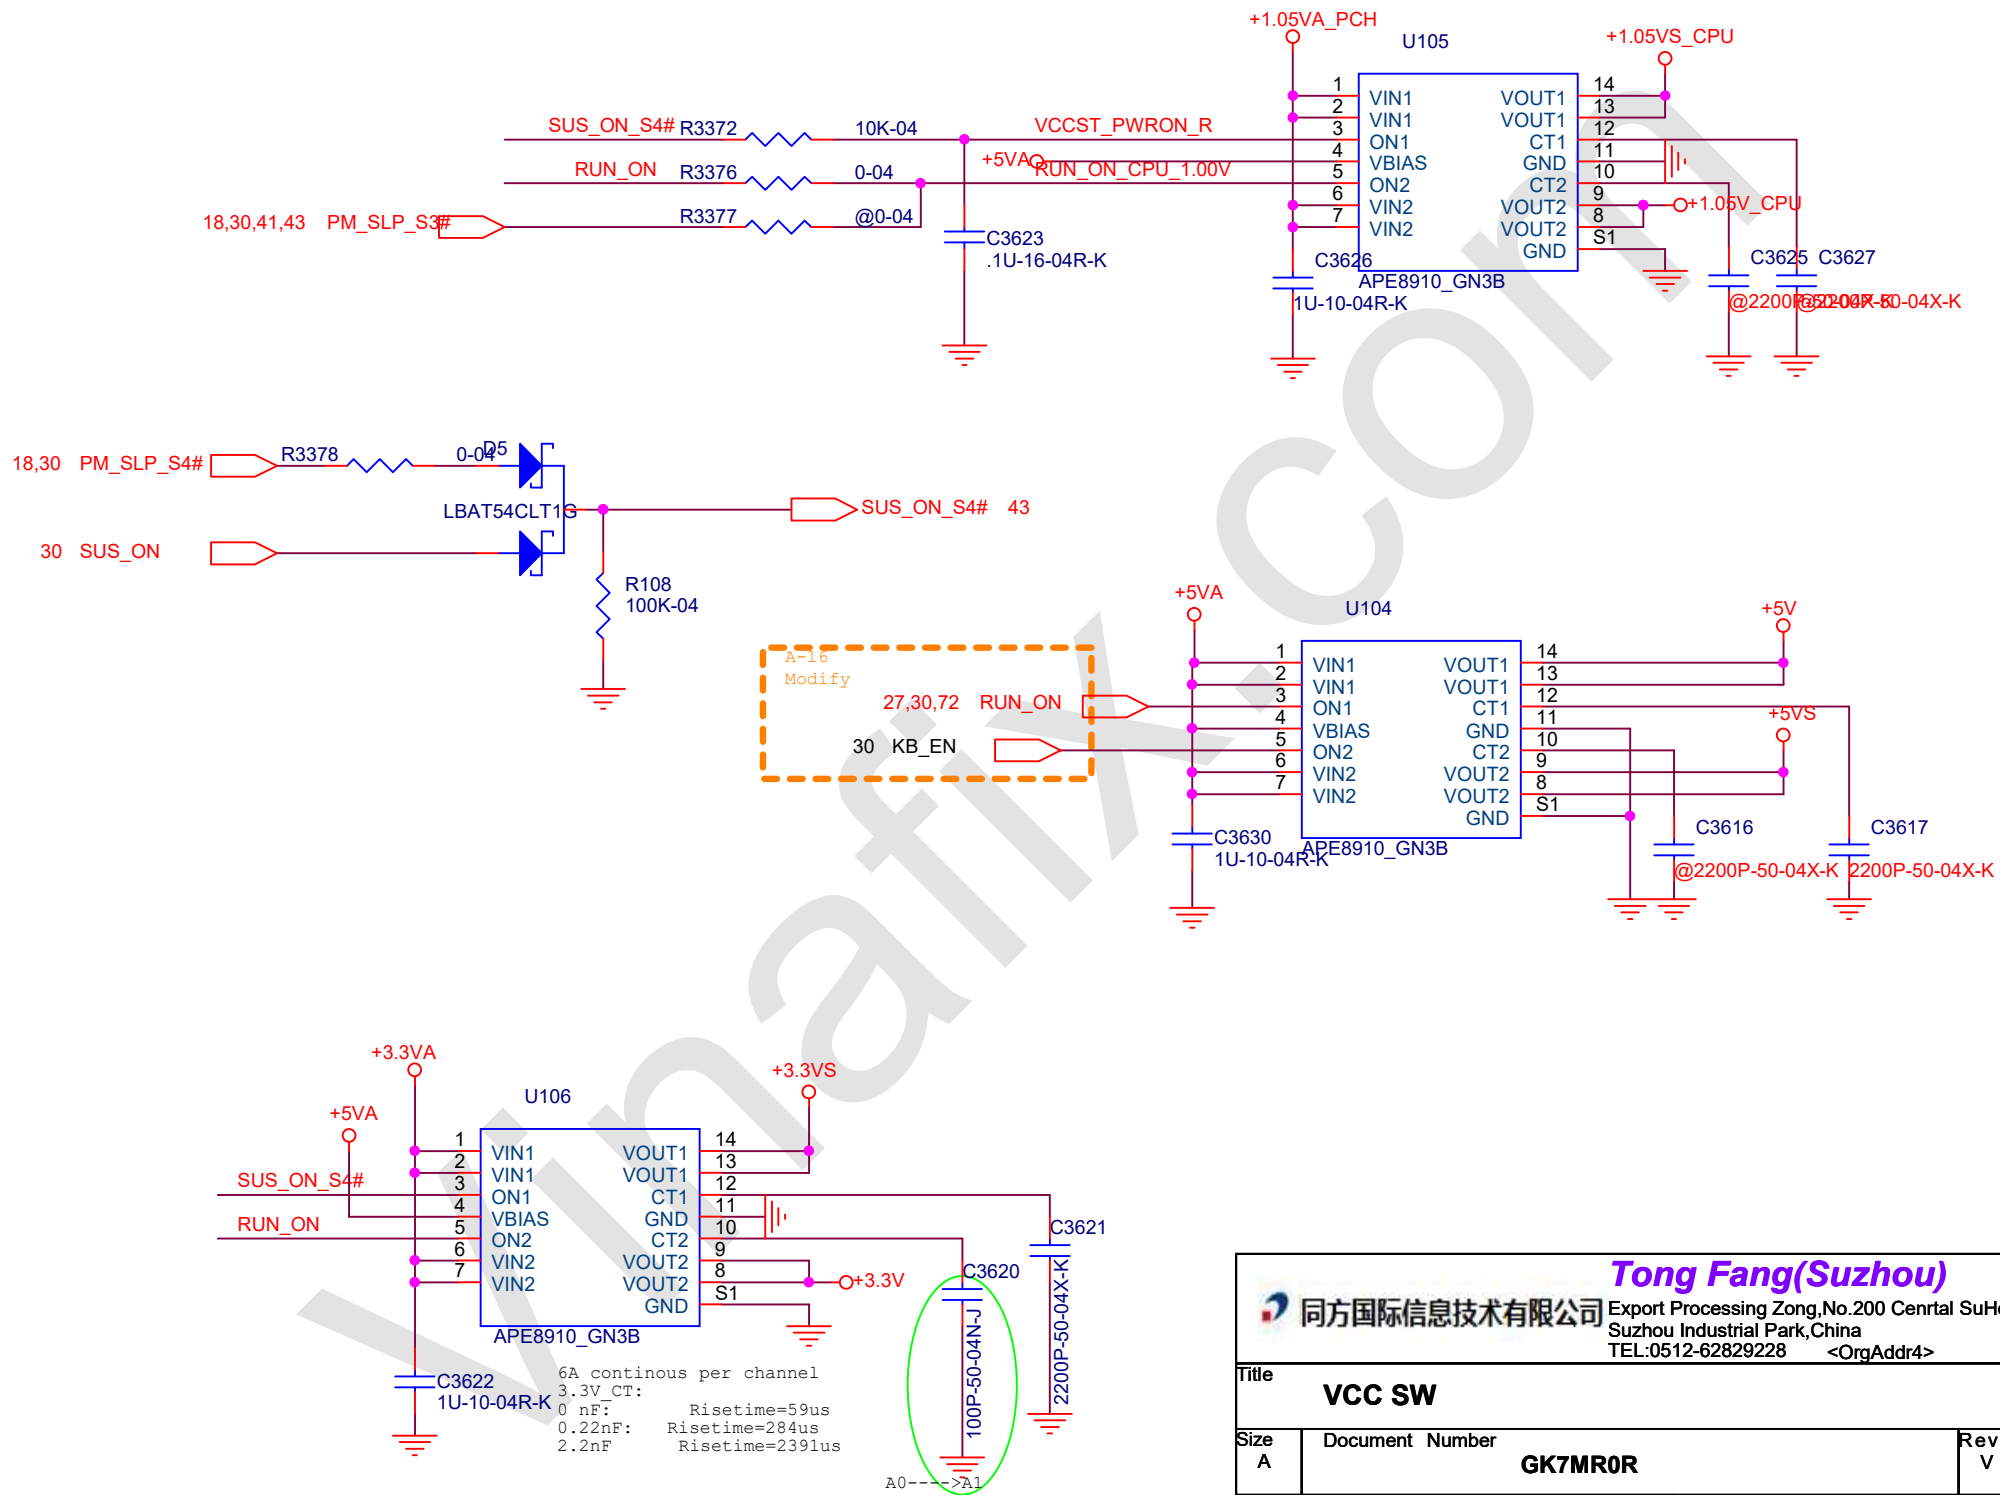 +1.05VA_PCH
U105
+1.05VS_CPU
1 VIN1 VOUT1 14
2 VIN1 VOUT1 13
3 ON1 CT1 12
4 VBIAS GND 11
5 ON2 CT2 10
6 VIN2 VOUT2 9
7 VIN2 VOUT2 8
GND S1
APE8910_GN3B
SUS_ON_S4# R3372 10K-04 VCCST_PWRON_R
+5VA
RUN_ON R3376 0-04 RUN_ON_CPU_1.00V
18,30,41,43 PM_SLP_S3# R3377 @0-04
+1.05V_CPU
C3623
.1U-16-04R-K
C3626
1U-10-04R-K
C3625 C3627
@2200P-50-04X-K @2200P-50-04X-K
18,30 PM_SLP_S4# R3378 0-04 D5
LBAT54CLT1G
SUS_ON_S4# 43
30 SUS_ON
R108
100K-04
A-16
Modify
27,30,72 RUN_ON
30 KB_EN
+5VA
U104
+5V
1 VIN1 VOUT1 14
2 VIN1 VOUT1 13
3 ON1 CT1 12
4 VBIAS GND 11
5 ON2 CT2 10
6 VIN2 VOUT2 9
7 VIN2 VOUT2 8
GND S1
+5VS
APE8910_GN3B
C3630
1U-10-04R-K
C3616
@2200P-50-04X-K
C3617
2200P-50-04X-K
+3.3VA
+5VA
U106
+3.3VS
SUS_ON_S4#
RUN_ON
1 VIN1 VOUT1 14
2 VIN1 VOUT1 13
3 ON1 CT1 12
4 VBIAS GND 11
5 ON2 CT2 10
6 VIN2 VOUT2 9
7 VIN2 VOUT2 8
GND S1
+3.3V
APE8910_GN3B
C3622
1U-10-04R-K
C3620
100P-50-04N-J
C3621
2200P-50-04X-K
6A continous per channel
3.3V_CT:
0 nF: Risetime=59us
0.22nF: Risetime=284us
2.2nF Risetime=2391us
A0---->A1
vinafix.com
同方国际信息技术有限公司
Tong Fang(Suzhou)
Export Processing Zong,No.200 Cenrtal SuHo
Suzhou Industrial Park,China
TEL:0512-62829228 <OrgAddr4>
Title
VCC SW
Size
A
Document Number
GK7MR0R
Rev
V